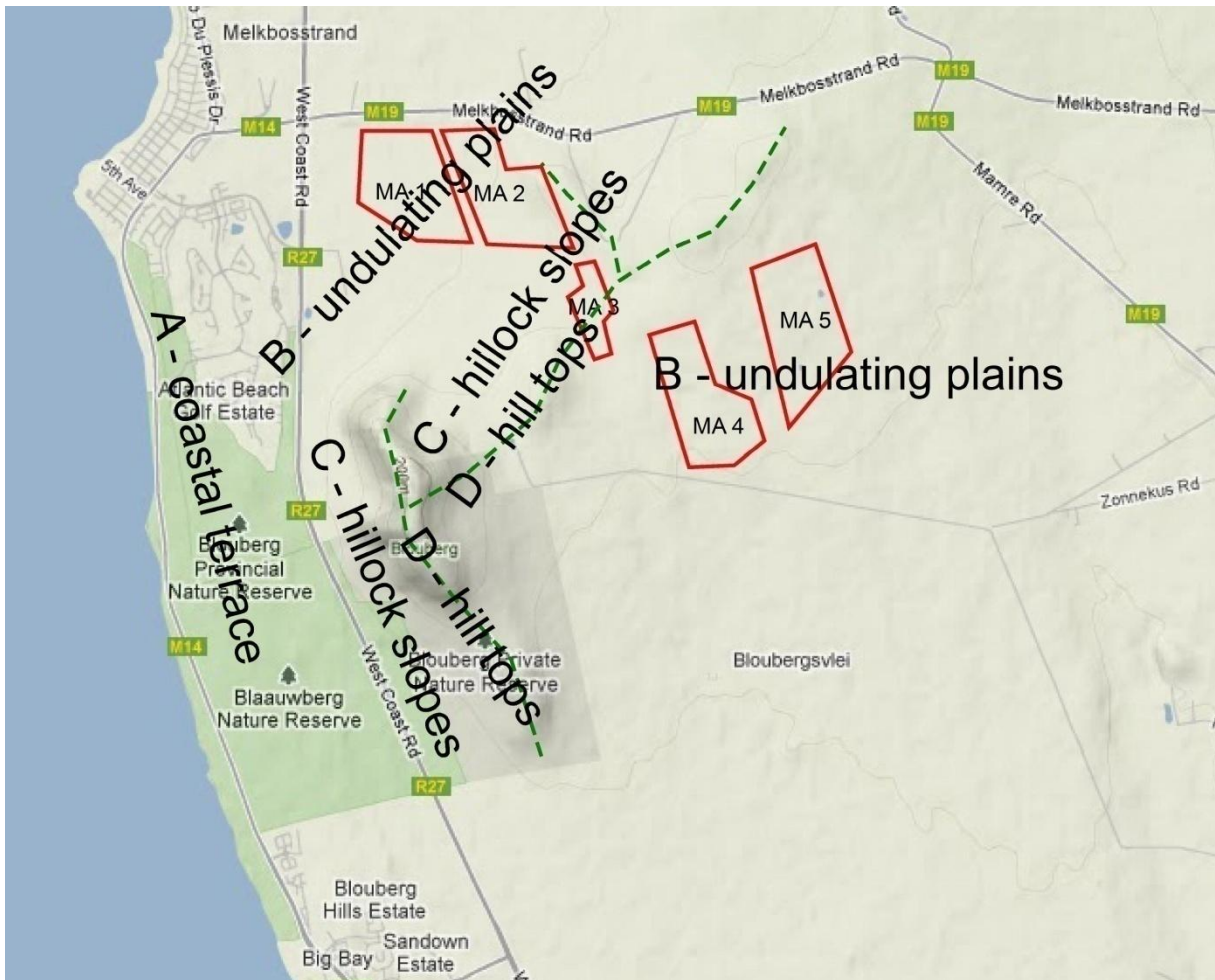 Du Plessis Dr
Melkbosstrand
M19
Melkbosstrand Rd
M19
Melkbosstrand Rd
M19
Melkbosstrand Rd
M19
M14
West Coast Rd
5th Ave
Mamre Rd
MA 1
MA 2
B - undulating plains
R27
C - hillock slopes
MA 3
MA 5
M19
A - coastal terrace
Atlantic Beach
Golf Estate
D - hill tops
B - undulating plains
MA 4
C - hillock slopes
200m
Zonnekus Rd
R27
Blouberg
Provincial
Nature Reserve
Blouberg
D - hill tops
M14
Blouberg Private
Nature Reserve
Bloubergsvlei
Blaauwberg
Nature Reserve
West Coast Rd
R27
Blouberg
Hills Estate
Sandown
Estate
Big Bay